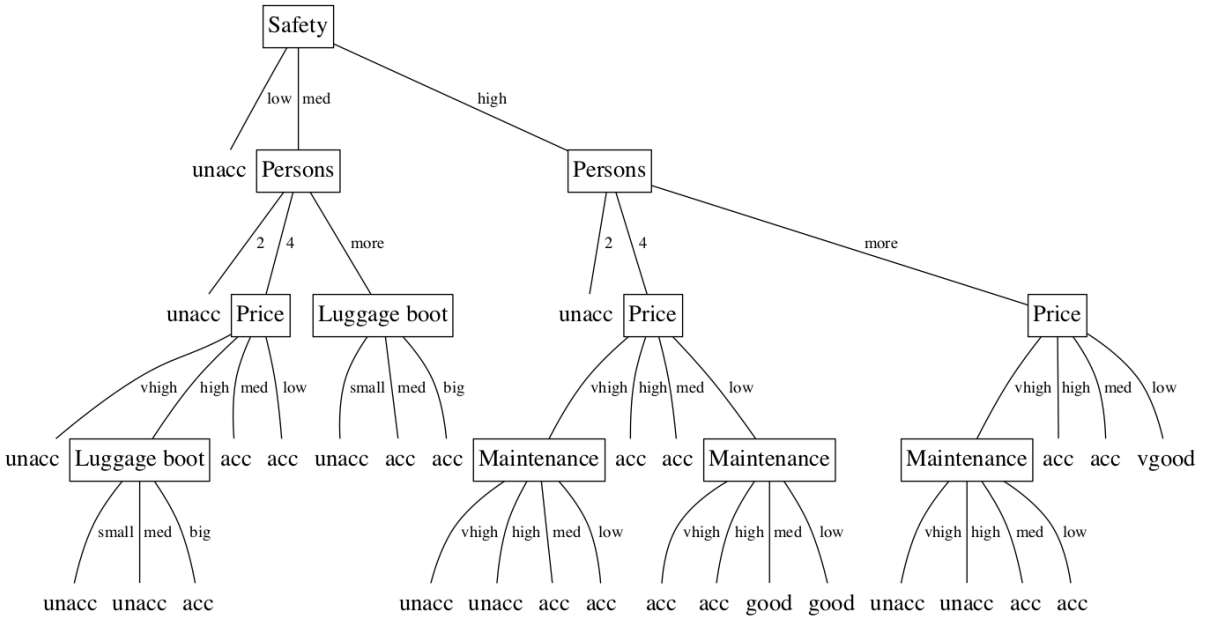 Safety
low med high
unacc Persons Persons
2 4 more 2 4 more
unacc Price Luggage boot unacc Price Price
vhigh high med low small med big vhigh high med low vhigh high med low
unacc Luggage boot acc acc unacc acc acc Maintenance acc acc Maintenance Maintenance acc acc vgood
small med big vhigh high med low vhigh high med low vhigh high med low
unacc unacc acc unacc unacc acc acc acc acc good good unacc unacc acc acc